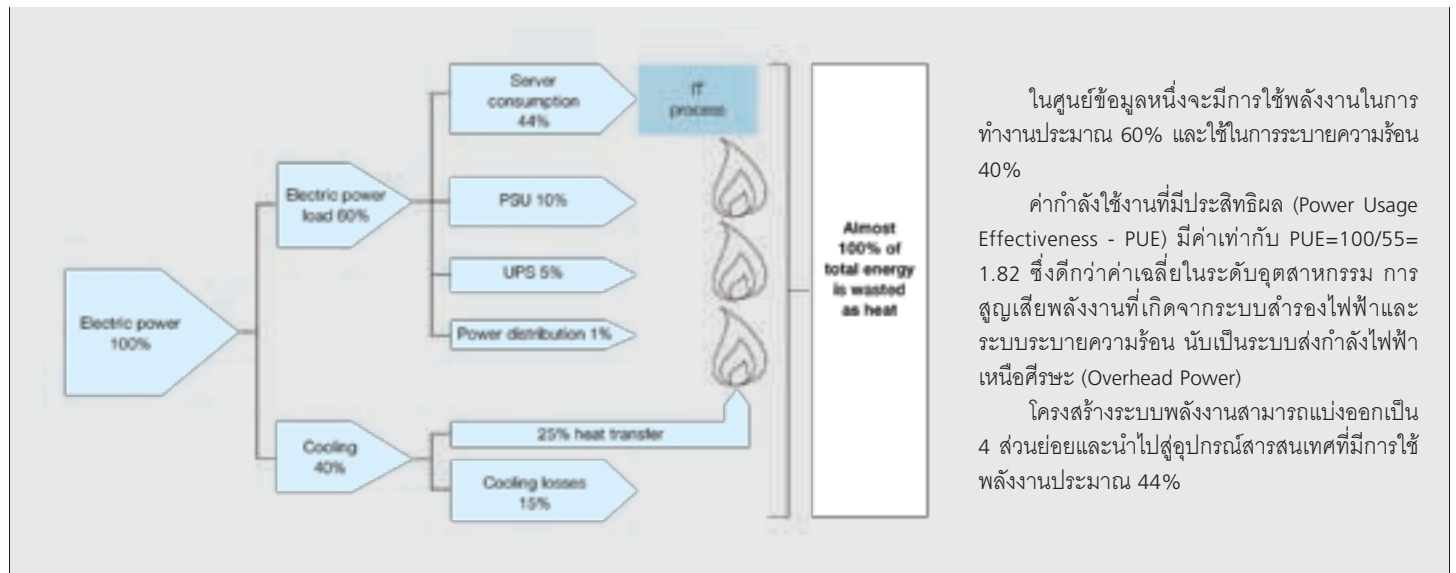 Server
consumption
44%
IT
process
Electric power
load 60%
PSU 10%
UPS 5%
Power distribution 1%
Electric power
100%
Cooling
40%
25% heat transfer
Cooling losses
15%
Almost
100% of
total energy
is wasted
as heat
ในศูนย์ข้อมูลหนึ่งจะมีการใช้พลังงานในการ
ทำงานประมาณ 60% และใช้ในการระบายความร้อน
40%
ค่ากำลังใช้งานที่มีประสิทธิผล (Power Usage
Effectiveness - PUE) มีค่าเท่ากับ PUE=100/55=
1.82 ซึ่งดีกว่าค่าเฉลี่ยในระดับอุตสาหกรรม การ
สูญเสียพลังงานที่เกิดจากระบบสำรองไฟฟ้าและ
ระบบระบายความร้อน นับเป็นระบบส่งกำลังไฟฟ้า
เหนือศีรษะ (Overhead Power)
โครงสร้างระบบพลังงานสามารถแบ่งออกเป็น
4 ส่วนย่อยและนำไปสู่อุปกรณ์สารสนเทศที่มีการใช้
พลังงานประมาณ 44%